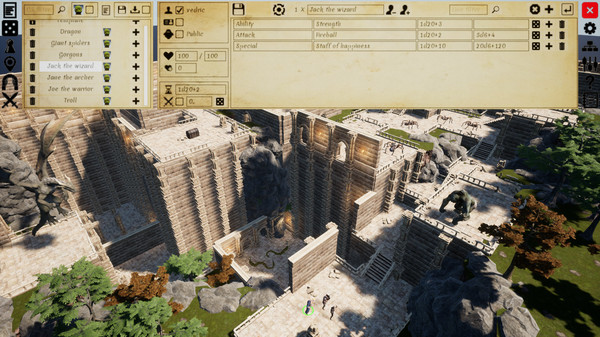 vedric
1 X Jack the wizard
Dragon
Giant spiders
Public
Ability Strength 1d20+3
Gorgons
Attack Fireball 1d20+2 8d6+4
Jack the wizard
100 / 100
Special Staff of happiness 1d20+10 20d6+120
Jane the archer
0
Joe the warrior
1d20+2
Troll
0.